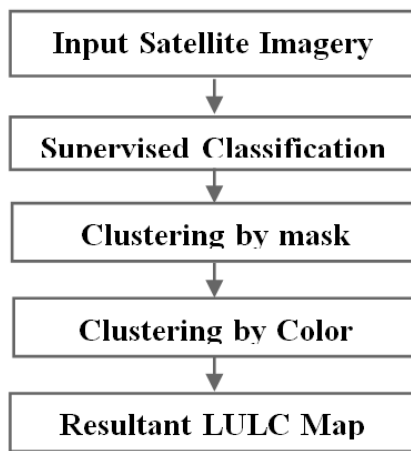 Input Satellite Imagery
Supervised Classification
Clustering by mask
Clustering by Color
Resultant LULC Map